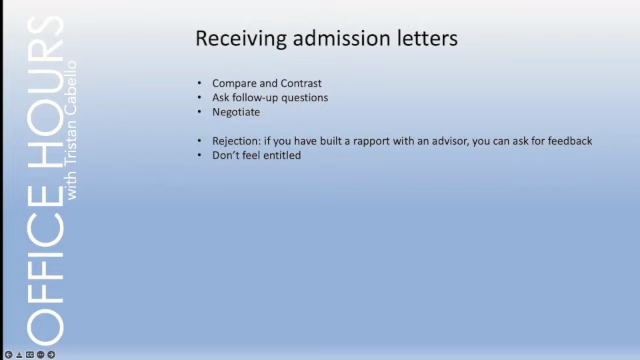 Receiving admission letters
• Compare and Contrast
• Ask follow-up questions
• Negotiate
• Rejection: if you have built a rapport with an advisor, you can ask for feedback
• Don't feel entitled
OFFICE HOURS
with Tristan Cabello